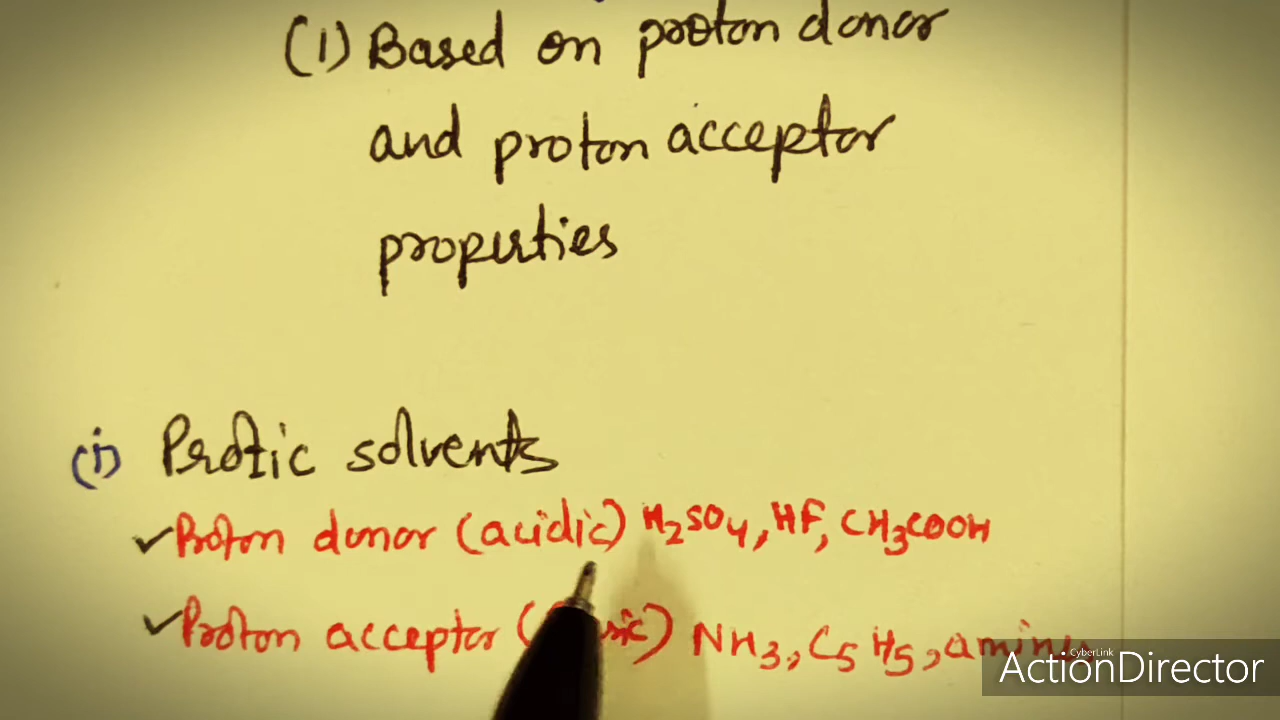 (1) Based on proton donor
and proton acceptor
properties
(i) Protic solvents
✓Proton donor (acidic) H₂SO₄, HF, CH₃COOH
✓Proton acceptor ( NH₃, C₅H₅,
CyberLink
ActionDirector